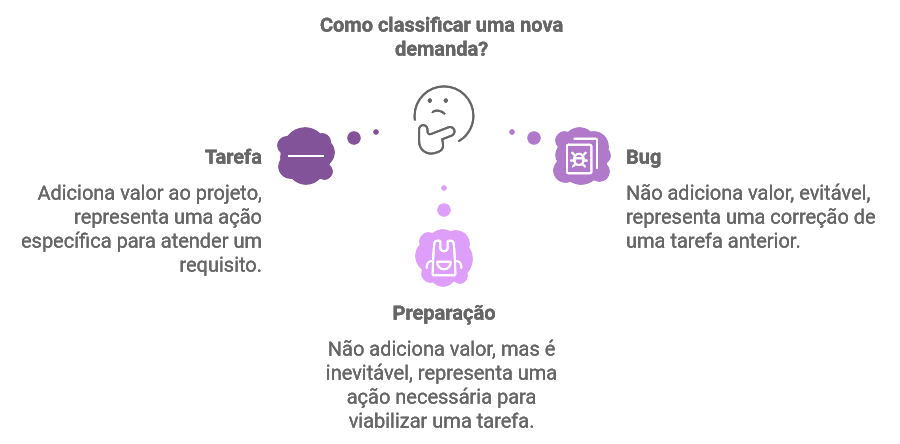 Como classificar uma nova
demanda?
Tarefa
Adiciona valor ao projeto,
representa uma ação
específica para atender um
requisito.
Bug
Não adiciona valor, evitável,
representa uma correção de
uma tarefa anterior.
Preparação
Não adiciona valor, mas é
inevitável, representa uma
ação necessária para
viabilizar uma tarefa.